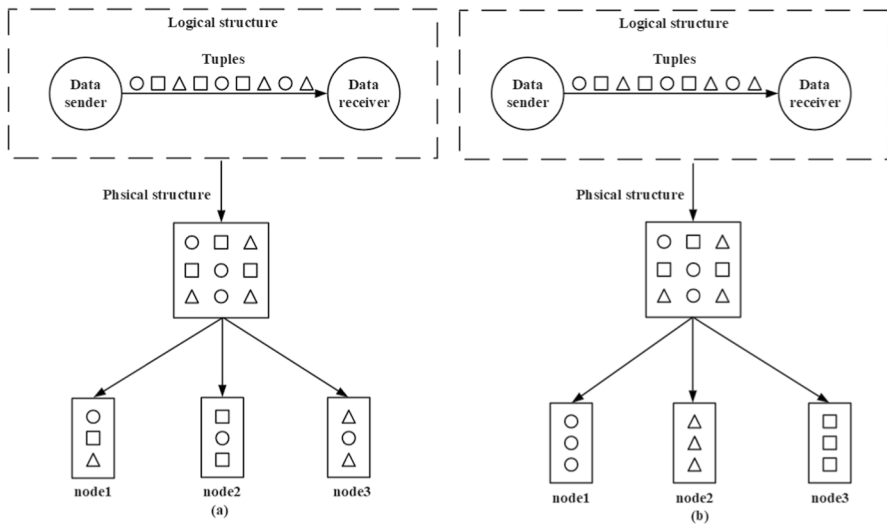 Logical structure
Tuples
Data
sender
Data
receiver
Phsical structure
node1
node2
node3
(a)
Logical structure
Tuples
Data
sender
Data
receiver
Phsical structure
node1
node2
node3
(b)